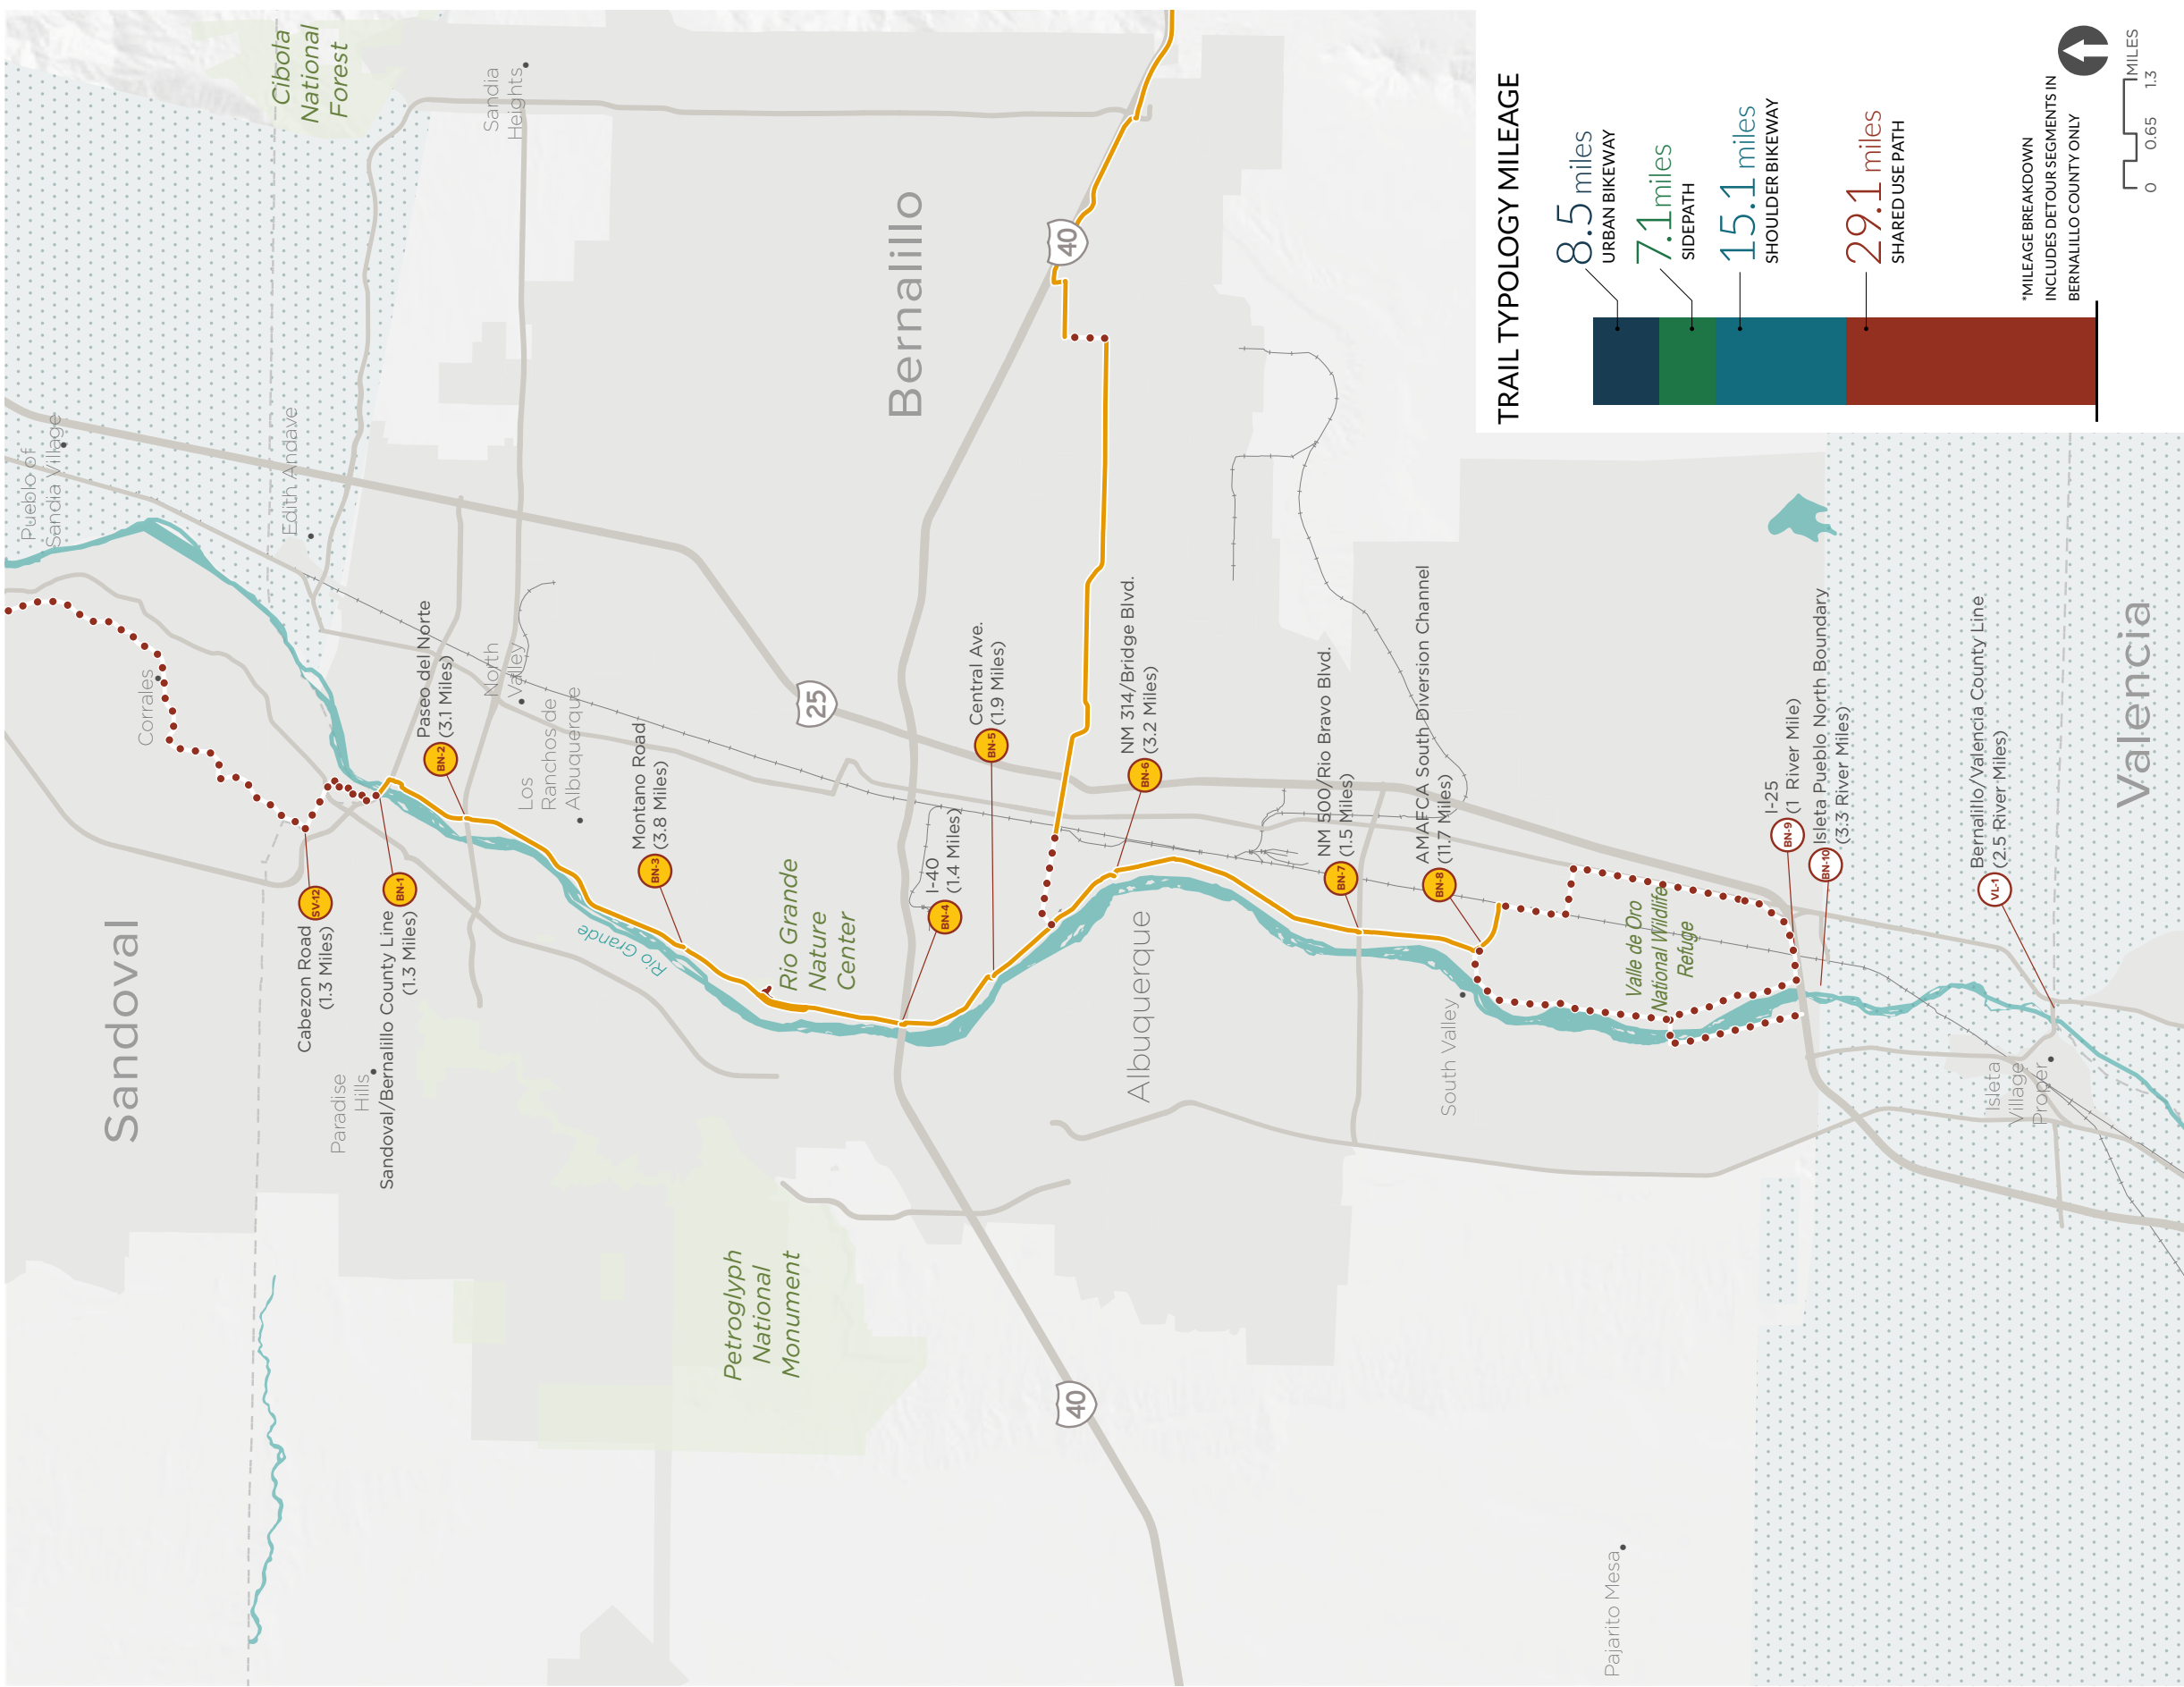 Sandoval
Cibola
National
Forest
Pueblo of
Sandia Village
Edith Andave
Sandia
Heights
Corrales
Cabezon Road
(1.3 Miles)
SV-12
Paradise
Hills
Sandoval/Bernalillo County Line
(1.3 Miles)
BN-1
Paseo del Norte
(3.1 Miles)
BN-2
North
Valley
Los
Ranchos de
Albuquerque
Rio Grande
Montano Road
(3.8 Miles)
BN-3
Petroglyph
National
Monument
Rio Grande
Nature
Center
25
Bernalillo
I-40
(1.4 Miles)
BN-4
Central Ave.
(1.9 Miles)
BN-5
40
40
Albuquerque
NM 314/Bridge Blvd.
(3.2 Miles)
BN-6
NM 500/Rio Bravo Blvd.
(1.5 Miles)
BN-7
AMAFCA South Diversion Channel
(11.7 Miles)
BN-8
South Valley
Pajarito Mesa
Valle de Oro
National Wildlife
Refuge
I-25
(1 River Mile)
BN-9
Isleta Pueblo North Boundary
(3.3 River Miles)
BN-10
Bernalillo/Valencia County Line
(2.5 River Miles)
VL-1
Isleta
Village
Proper
Valencia
TRAIL TYPOLOGY MILEAGE
8.5 miles
URBAN BIKEWAY
7.1 miles
SIDEPATH
15.1 miles
SHOULDER BIKEWAY
29.1 miles
SHARED USE PATH
*MILEAGE BREAKDOWN
INCLUDES DETOUR SEGMENTS IN
BERNALILLO COUNTY ONLY
0 0.65 1.3
MILES